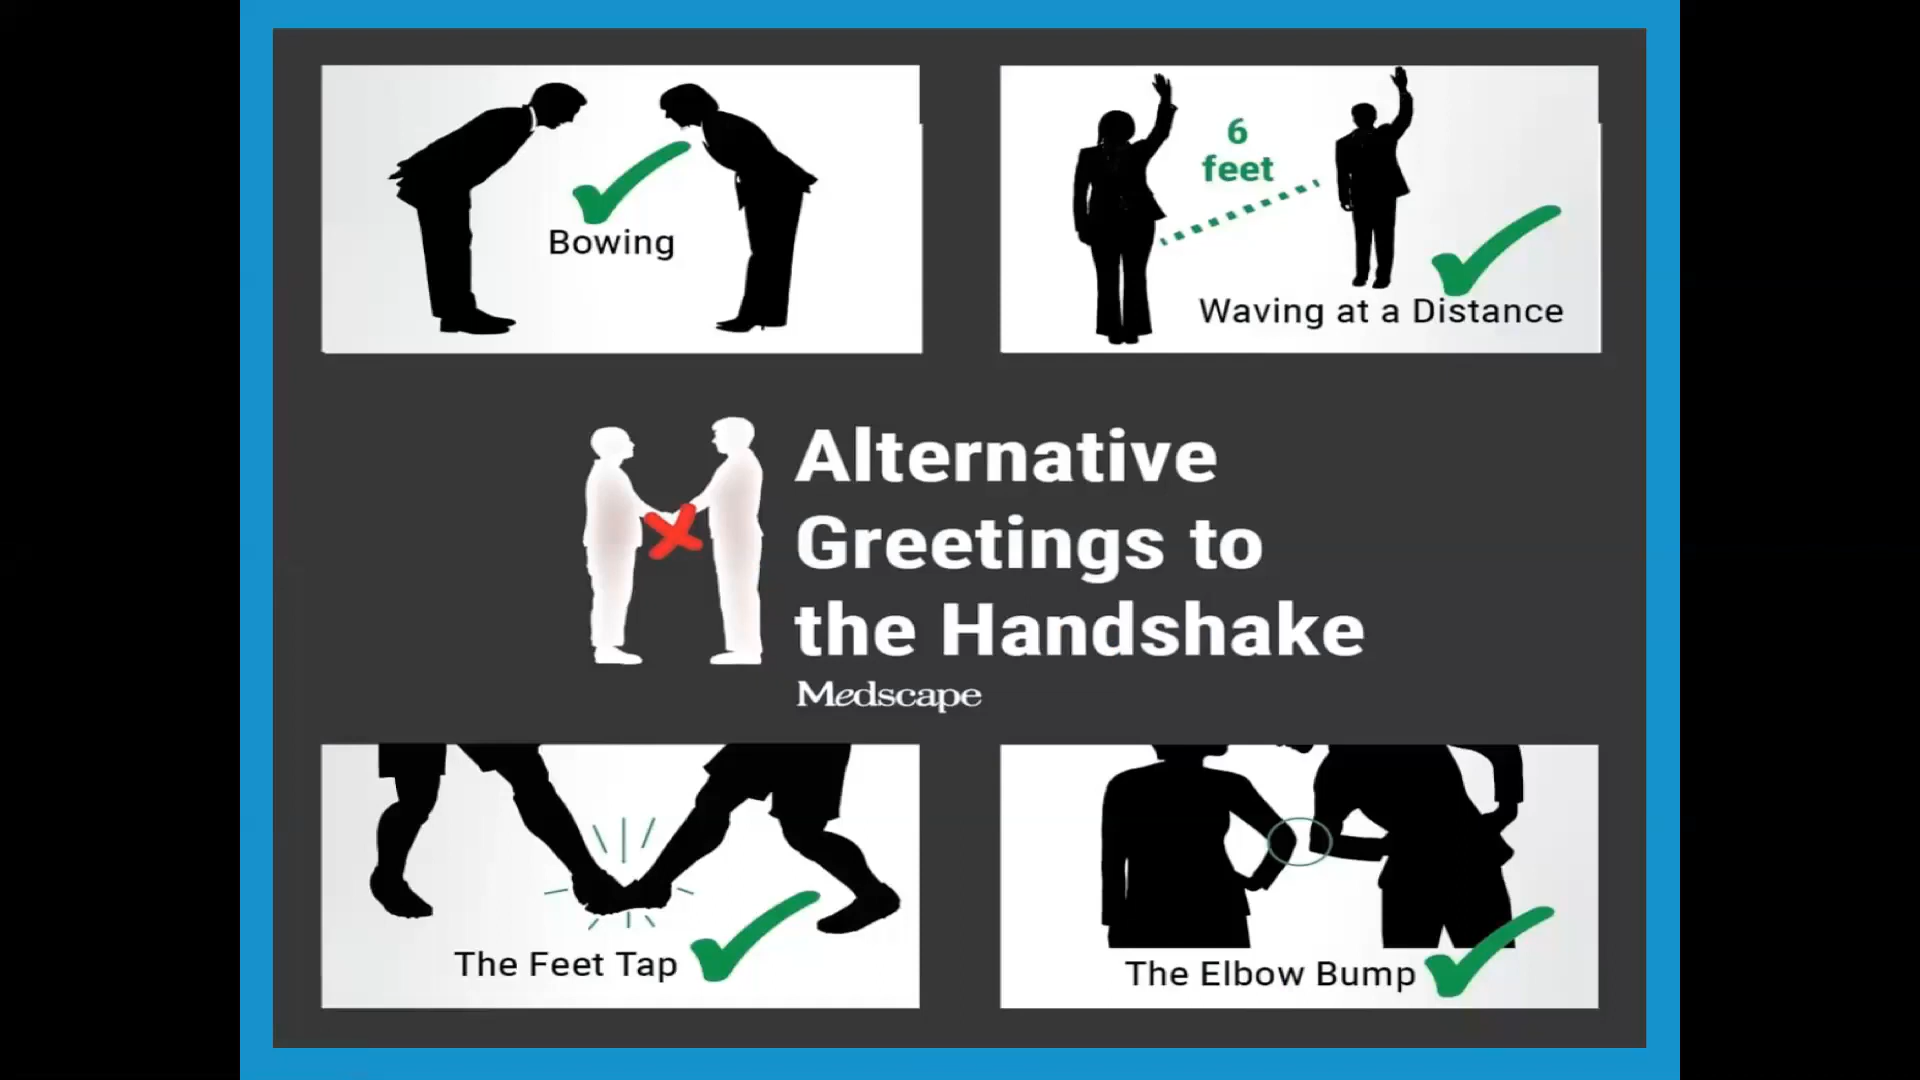 Bowing
6
feet
Waving at a Distance
Alternative
Greetings to
the Handshake
Medscape
The Feet Tap
The Elbow Bump